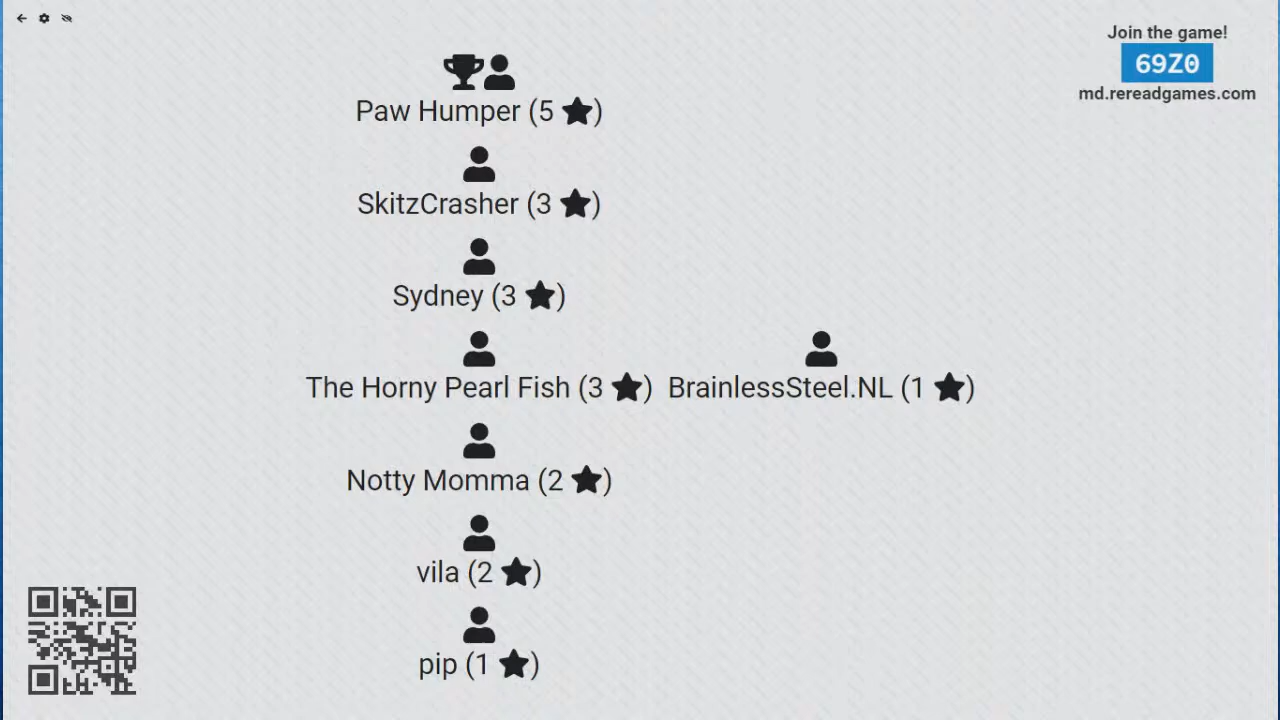 Join the game!
69Z0
md.rereadgames.com
Paw Humper (5 ★)
SkitzCrasher (3 ★)
Sydney (3 ★)
The Horny Pearl Fish (3 ★) BrainlessSteel.NL (1 ★)
Notty Momma (2 ★)
vila (2 ★)
pip (1 ★)